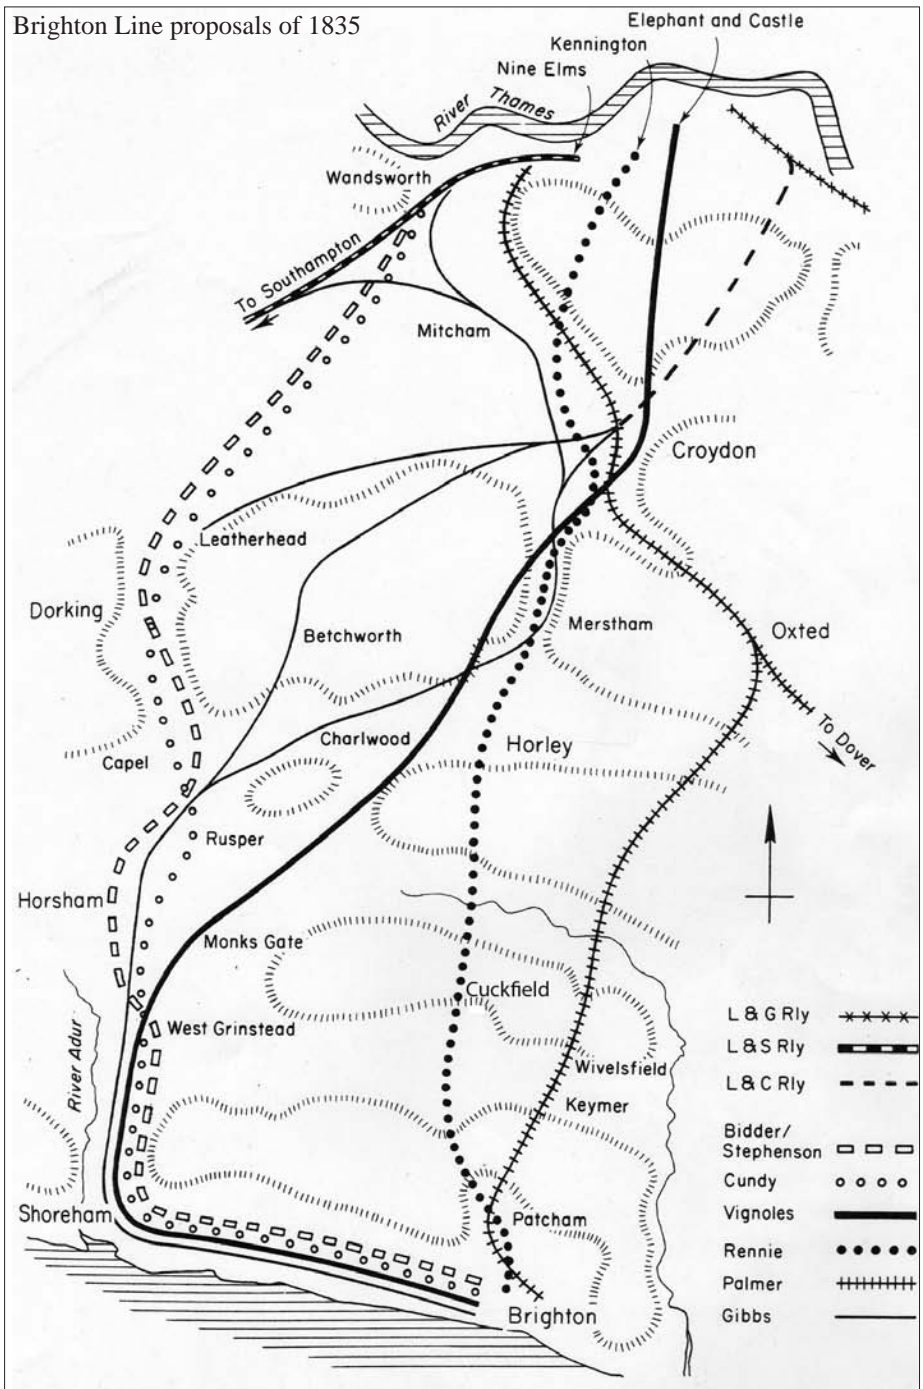 Brighton Line proposals of 1835
Elephant and Castle
Kennington
Nine Elms
River Thames
Wandsworth
To Southampton
Mitcham
Croydon
Leatherhead
Dorking
Betchworth
Merstham
Oxted
To Dover
Charlwood
Horley
Capel
Rusper
Horsham
Monks Gate
Cuckfield
West Grinstead
River Adur
Wivelsfield
Keymer
Shoreham
Patcham
Brighton
L & G Rly
L & S Rly
L & C Rly
Bidder/
Stephenson
Cundy
Vignoles
Rennie
Palmer
Gibbs